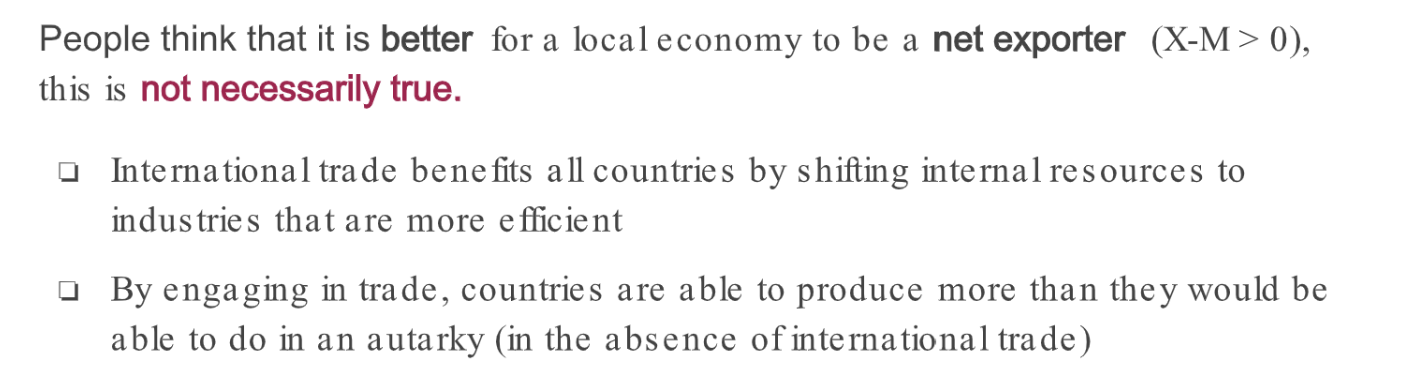 People think that it is better for a local economy to be a net exporter (X-M > 0),
this is not necessarily true.
❑ International trade benefits all countries by shifting internal resources to
industries that are more efficient
❑ By engaging in trade, countries are able to produce more than they would be
able to do in an autarky (in the absence of international trade)